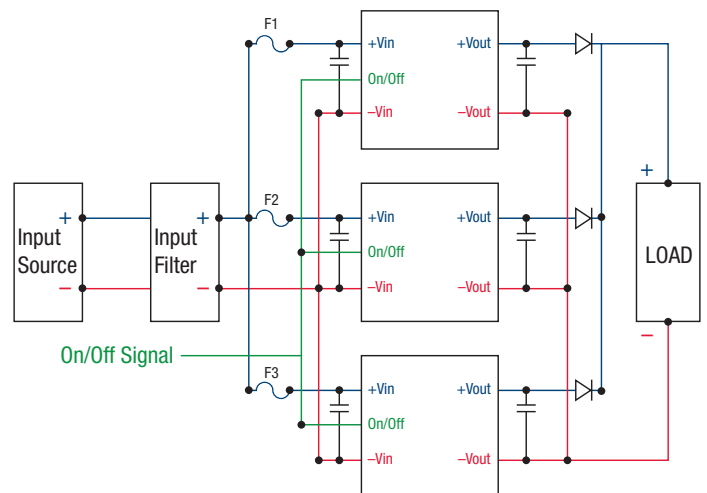 F1
+Vin
+Vout
On/Off
–Vin
–Vout
+
F2
Input
Source
+
–
Input
Filter
+
–
+Vin
+Vout
On/Off
–Vin
–Vout
LOAD
–
On/Off Signal
F3
+Vin
+Vout
On/Off
–Vin
–Vout